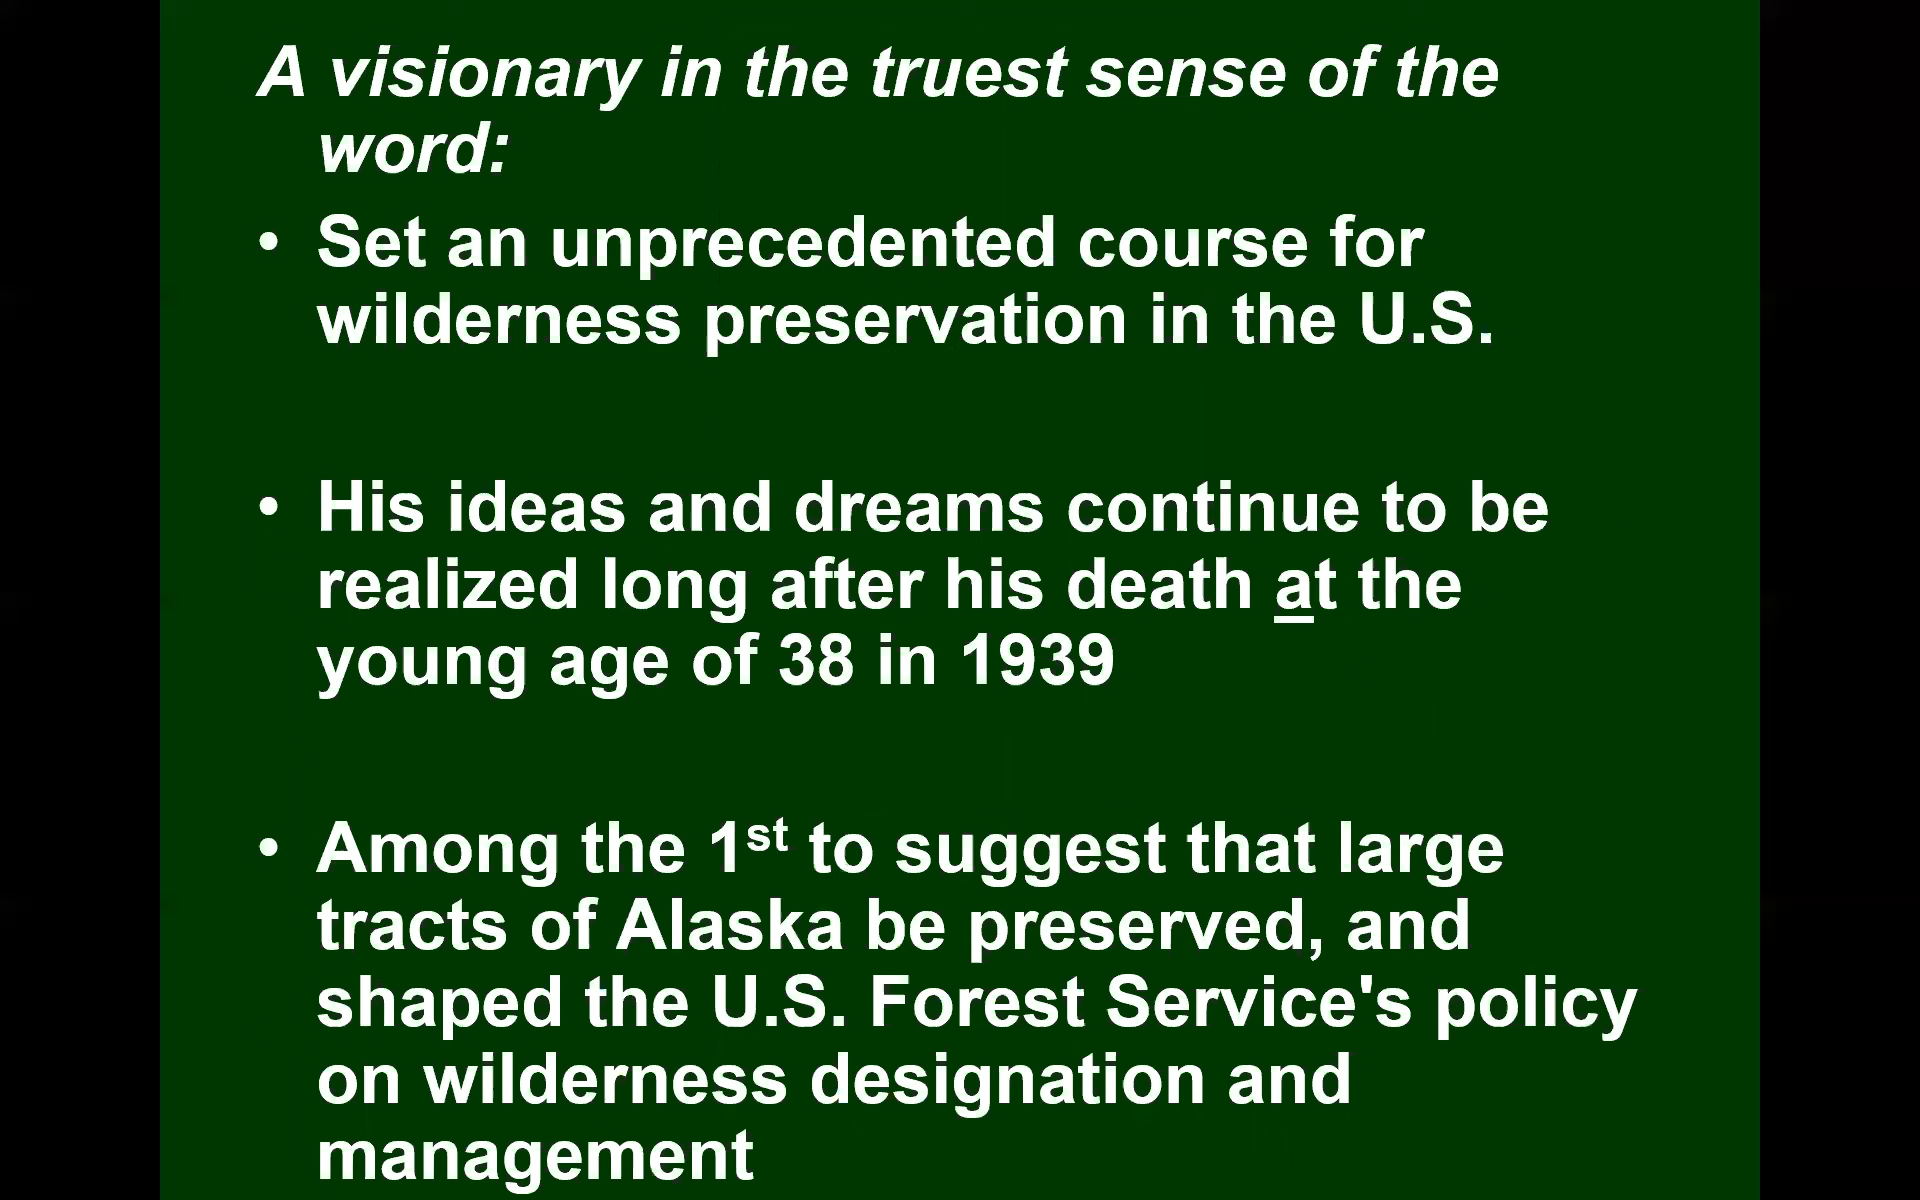 A visionary in the truest sense of the
word:
• Set an unprecedented course for
wilderness preservation in the U.S.
• His ideas and dreams continue to be
realized long after his death at the
young age of 38 in 1939
• Among the 1st to suggest that large
tracts of Alaska be preserved, and
shaped the U.S. Forest Service's policy
on wilderness designation and
management